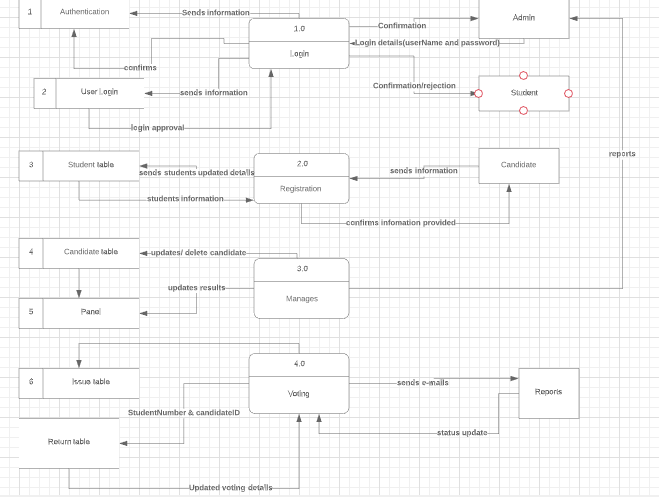 1 Authentication
Sends information
1.0
Login
Confirmation
Admin
Login details(userName and password)
confirms
2 User Login
sends information
Confirmation/rejection
Student
login approval
reports
3 Student table
sends students updated details
2.0
Registration
sends information
Candidate
students information
confirms infomation provided
4 Candidate table
updates/ delete candidate
3.0
Manages
updates results
5 Panel
4.0
Voting
6 Issue table
sends e-mails
Reports
StudentNumber & candidateID
Return table
status update
Updated voting details